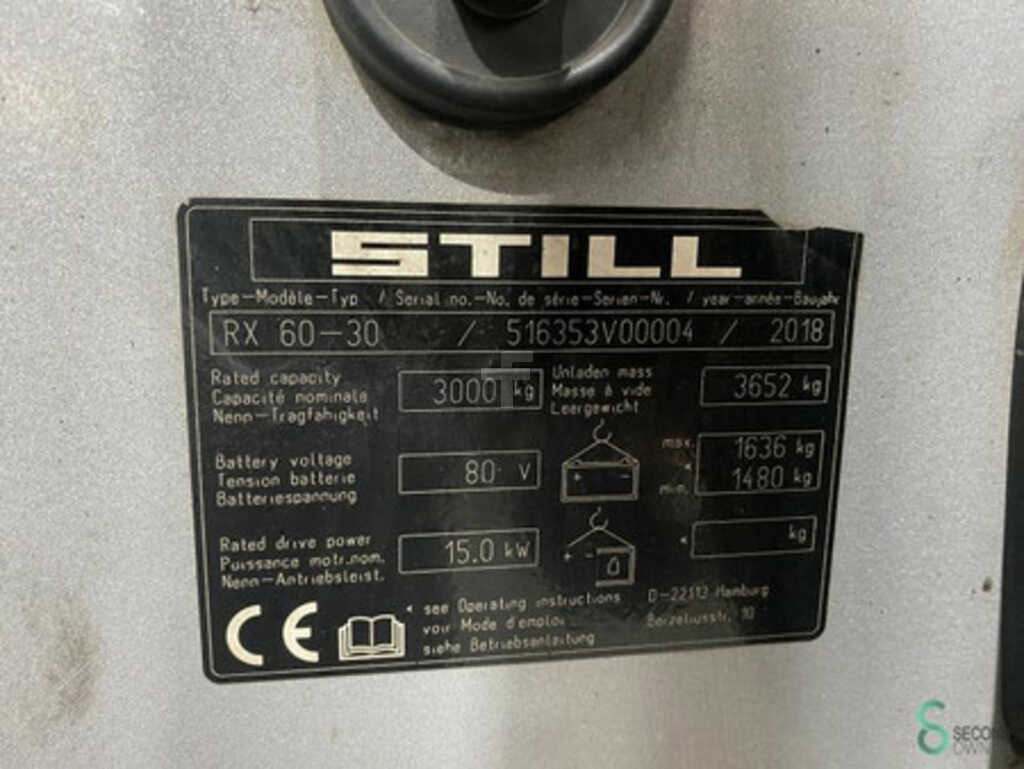 STILL
Type-Modèle-Typ / Serial no.-No. de série-Serien-Nr. / year-année-Baujahr
RX 60-30 / 516353V00004 / 2018
Rated capacity
Capacité nominale
Nenn-Tragfähigkeit
3000 kg
Unladen mass
Masse à vide
Leergewicht
3652 kg
Battery voltage
Tension batterie
Batteriespannung
80 V
+ -
max. 1636 kg
min. 1480 kg
Rated drive power
Puissance motr.nom.
Nenn-Antriebsleist.
15.0 kW
+ -
kg
CE
see Operating instructions
voir Mode d'emploi
siehe Betriebsanleitung
D-22113 Hamburg
Berzeliusstr. 10
SECOND
OWN